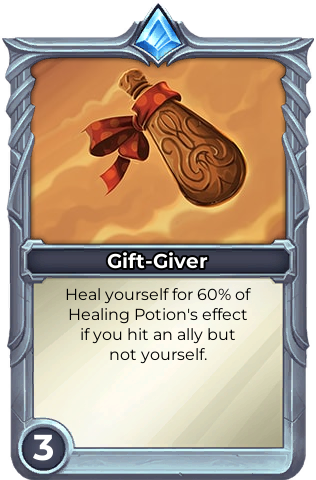 Gift-Giver
Heal yourself for 60% of
Healing Potion's effect
if you hit an ally but
not yourself.
3